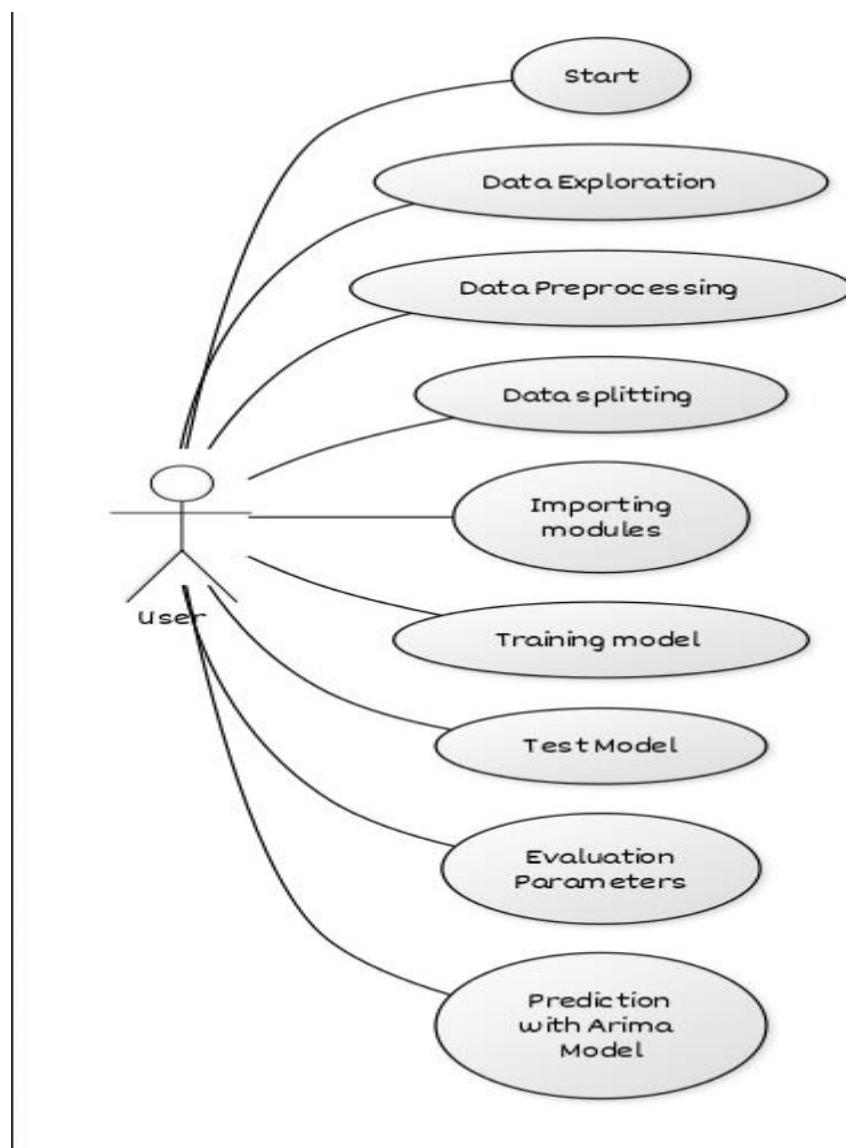 Start
Data Exploration
Data Preprocessing
Data splitting
Importing
modules
User
Training model
Test Model
Evaluation
Parameters
Prediction
with Arima
Model